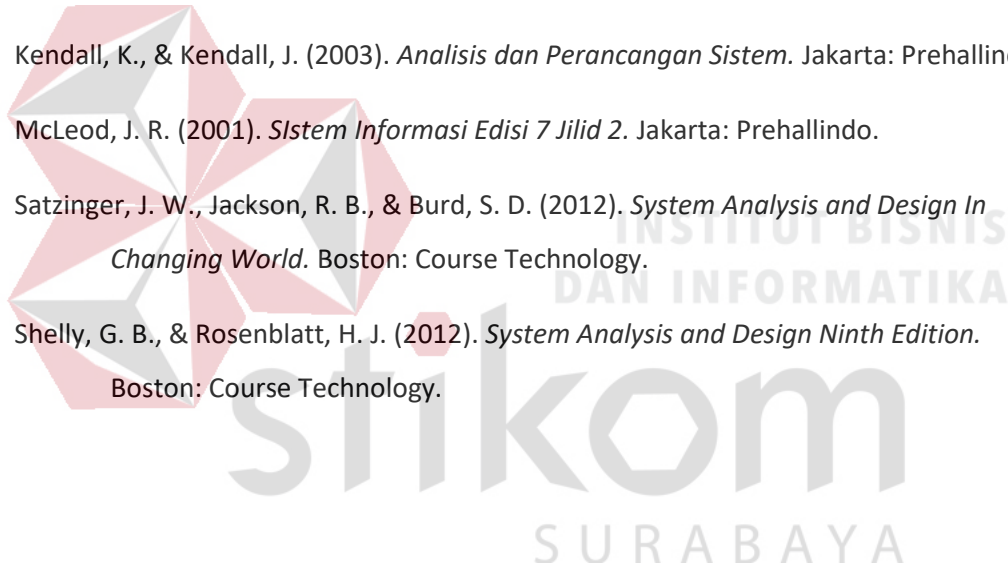 Kendall, K., & Kendall, J. (2003). Analisis dan Perancangan Sistem. Jakarta: Prehallin
McLeod, J. R. (2001). SIstem Informasi Edisi 7 Jilid 2. Jakarta: Prehallindo.
Satzinger, J. W., Jackson, R. B., & Burd, S. D. (2012). System Analysis and Design In
INSTITUT BISNIS
Changing World. Boston: Course Technology.
DAN INFORMATIKA
Shelly, G. B., & Rosenblatt, H. J. (2012). System Analysis and Design Ninth Edition.
Boston: Course Technology.
stikom
SURABAYA